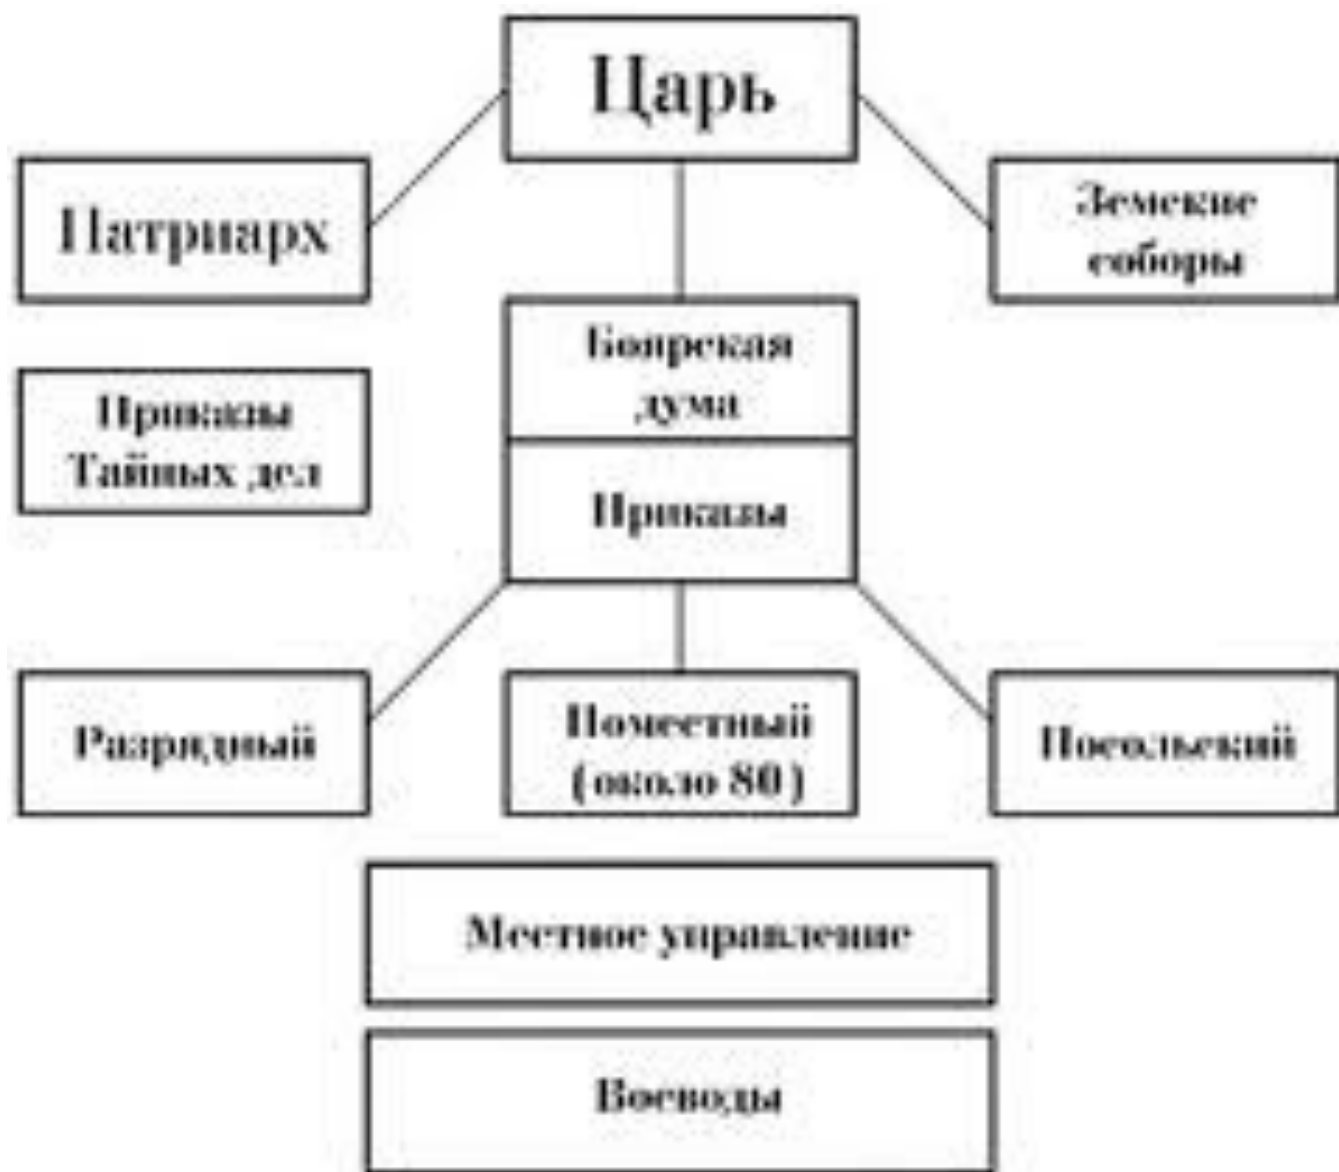 Царь
Патриарх
Земские
соборы
Боярская
дума
Приказы
Тайных дел
Приказы
Разрядный
Поместный
(около 80)
Посольский
Местное управление
Воеводы